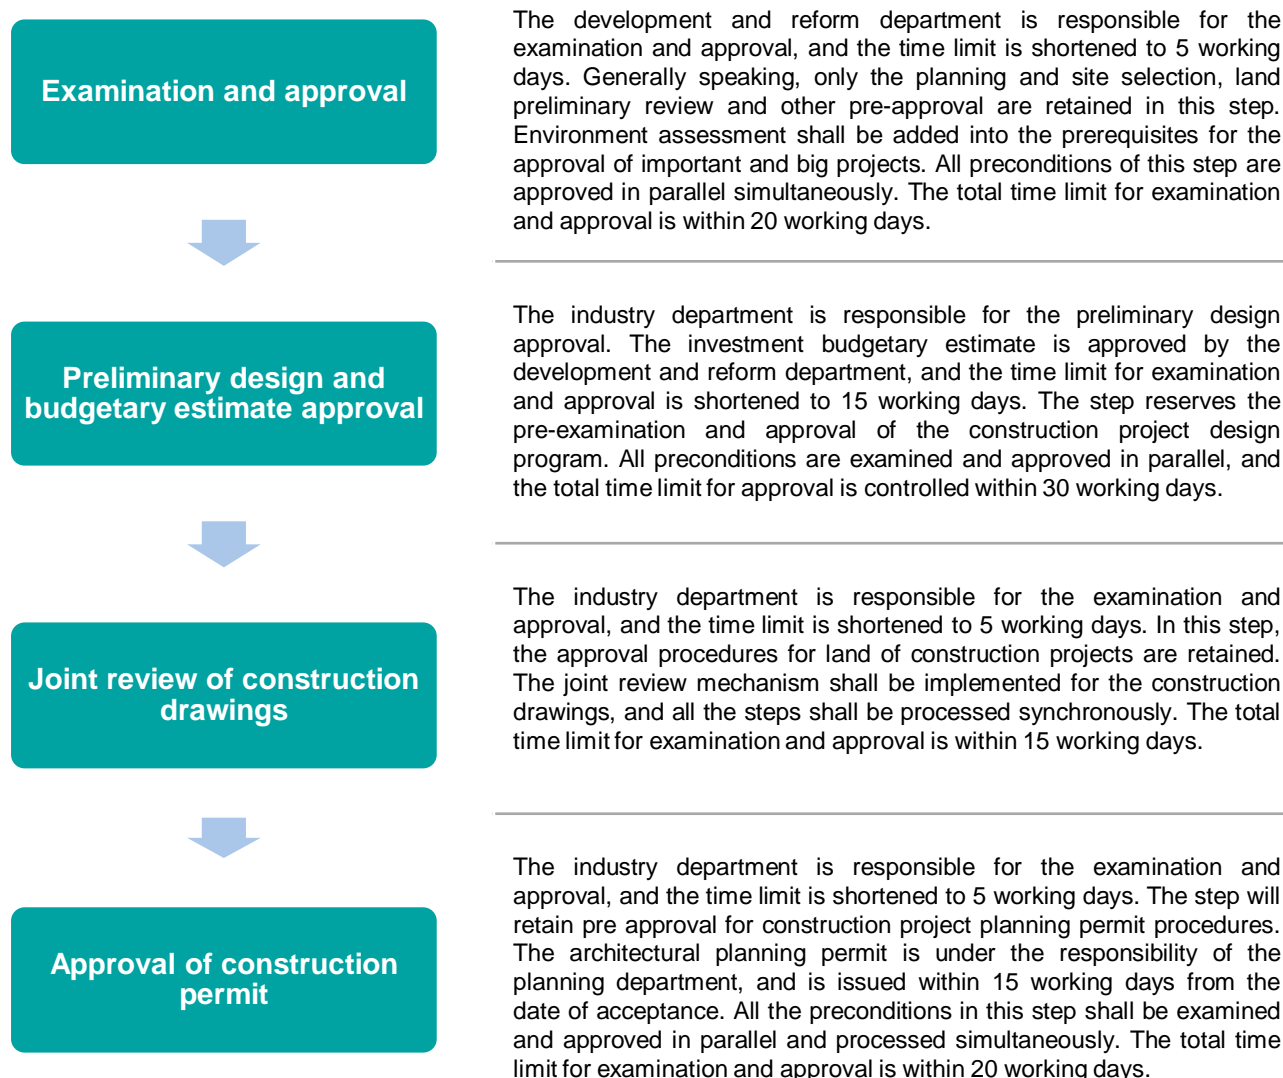 Examination and approval
The development and reform department is responsible for the
examination and approval, and the time limit is shortened to 5 working
days. Generally speaking, only the planning and site selection, land
preliminary review and other pre-approval are retained in this step.
Environment assessment shall be added into the prerequisites for the
approval of important and big projects. All preconditions of this step are
approved in parallel simultaneously. The total time limit for examination
and approval is within 20 working days.
Preliminary design and
budgetary estimate approval
The industry department is responsible for the preliminary design
approval. The investment budgetary estimate is approved by the
development and reform department, and the time limit for examination
and approval is shortened to 15 working days. The step reserves the
pre-examination and approval of the construction project design
program. All preconditions are examined and approved in parallel, and
the total time limit for approval is controlled within 30 working days.
Joint review of construction
drawings
The industry department is responsible for the examination and
approval, and the time limit is shortened to 5 working days. In this step,
the approval procedures for land of construction projects are retained.
The joint review mechanism shall be implemented for the construction
drawings, and all the steps shall be processed synchronously. The total
time limit for examination and approval is within 15 working days.
Approval of construction
permit
The industry department is responsible for the examination and
approval, and the time limit is shortened to 5 working days. The step will
retain pre approval for construction project planning permit procedures.
The architectural planning permit is under the responsibility of the
planning department, and is issued within 15 working days from the
date of acceptance. All the preconditions in this step shall be examined
and approved in parallel and processed simultaneously. The total time
limit for examination and approval is within 20 working days.